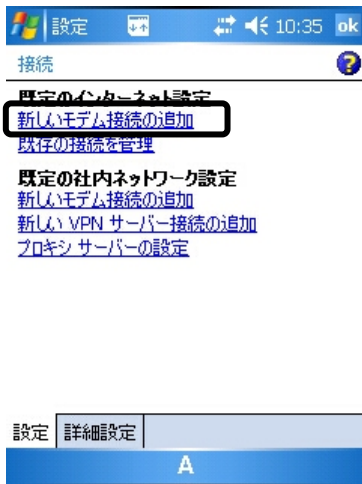 設定 10:35 ok
接続
既定のインターネット設定
新しいモデム接続の追加
既存の接続を管理
既定の社内ネットワーク設定
新しいモデム接続の追加
新しい VPN サーバー接続の追加
プロキシ サーバーの設定
設定 詳細設定
A